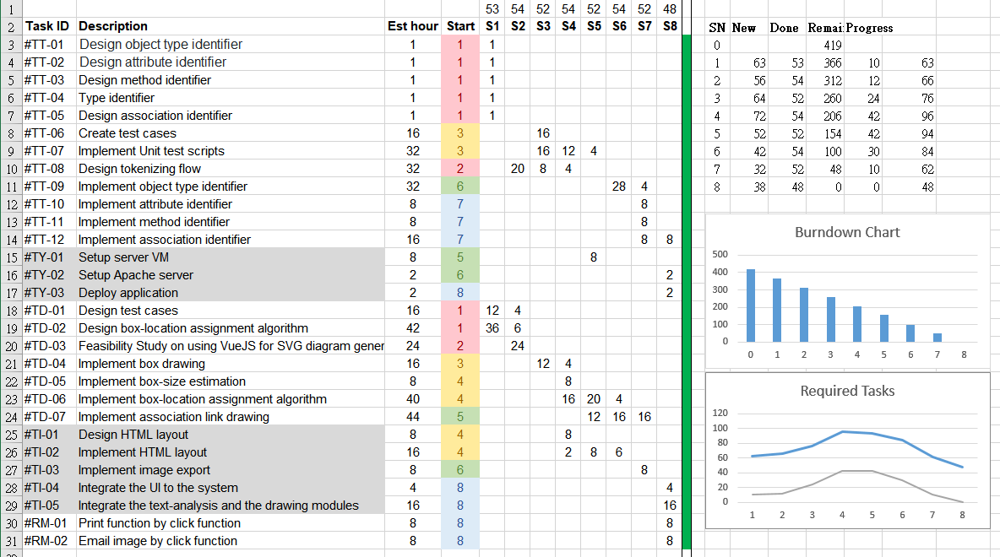 1 53 54 52 54 52 54 52 48
2 Task ID Description Est hour Start S1 S2 S3 S4 S5 S6 S7 S8 SN New Done Remai Progress
3 #TT-01 Design object type identifier 1 1 1 0 419
4 #TT-02 Design attribute identifier 1 1 1 1 63 53 366 10 63
5 #TT-03 Design method identifier 1 1 1 2 56 54 312 12 66
6 #TT-04 Type identifier 1 1 1 3 64 52 260 24 76
7 #TT-05 Design association identifier 1 1 1 4 72 54 206 42 96
8 #TT-06 Create test cases 16 3 16 5 52 52 154 42 94
9 #TT-07 Implement Unit test scripts 32 3 16 12 4 6 42 54 100 30 84
10 #TT-08 Design tokenizing flow 32 2 20 8 4 7 32 52 48 10 62
11 #TT-09 Implement object type identifier 32 6 28 4 8 38 48 0 0 48
12 #TT-10 Implement attribute identifier 8 7 8
13 #TT-11 Implement method identifier 8 7 8
14 #TT-12 Implement association identifier 16 7 8 8
15 #TY-01 Setup server VM 8 5 8
16 #TY-02 Setup Apache server 2 6 2
17 #TY-03 Deploy application 2 8 2
18 #TD-01 Design test cases 16 1 12 4
19 #TD-02 Design box-location assignment algorithm 42 1 36 6
20 #TD-03 Feasibility Study on using VueJS for SVG diagram gener 24 2 24
21 #TD-04 Implement box drawing 16 3 12 4
22 #TD-05 Implement box-size estimation 8 4 8
23 #TD-06 Implement box-location assignment algorithm 40 4 16 20 4
24 #TD-07 Implement association link drawing 44 5 12 16 16
25 #TI-01 Design HTML layout 8 4 8
26 #TI-02 Implement HTML layout 16 4 2 8 6
27 #TI-03 Implement image export 8 6 8
28 #TI-04 Integrate the UI to the system 4 8 4
29 #TI-05 Integrate the text-analysis and the drawing modules 16 8 16
30 #RM-01 Print function by click function 8 8 8
31 #RM-02 Email image by click function 8 8 8
Burndown Chart
500
400
300
200
100
0
0 1 2 3 4 5 6 7 8
Required Tasks
120
100
80
60
40
20
0
1 2 3 4 5 6 7 8